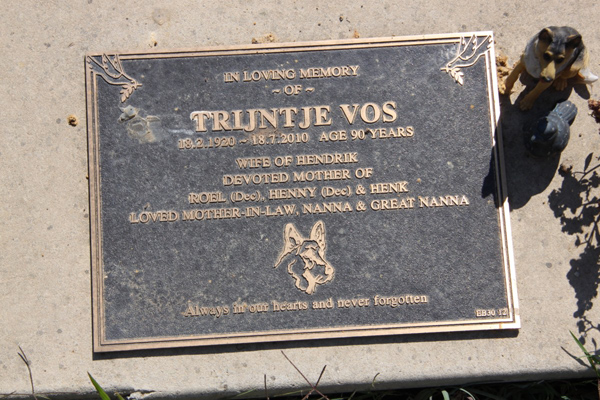 IN LOVING MEMORY
~ OF ~
TRIJNTJE VOS
18.2.1920 ~ 18.7.2010 AGE 90 YEARS
WIFE OF HENDRIK
DEVOTED MOTHER OF
ROEL (Dec), HENNY (Dec) & HENK
LOVED MOTHER-IN-LAW, NANNA & GREAT NANNA
Always in our hearts and never forgotten
EB30 12